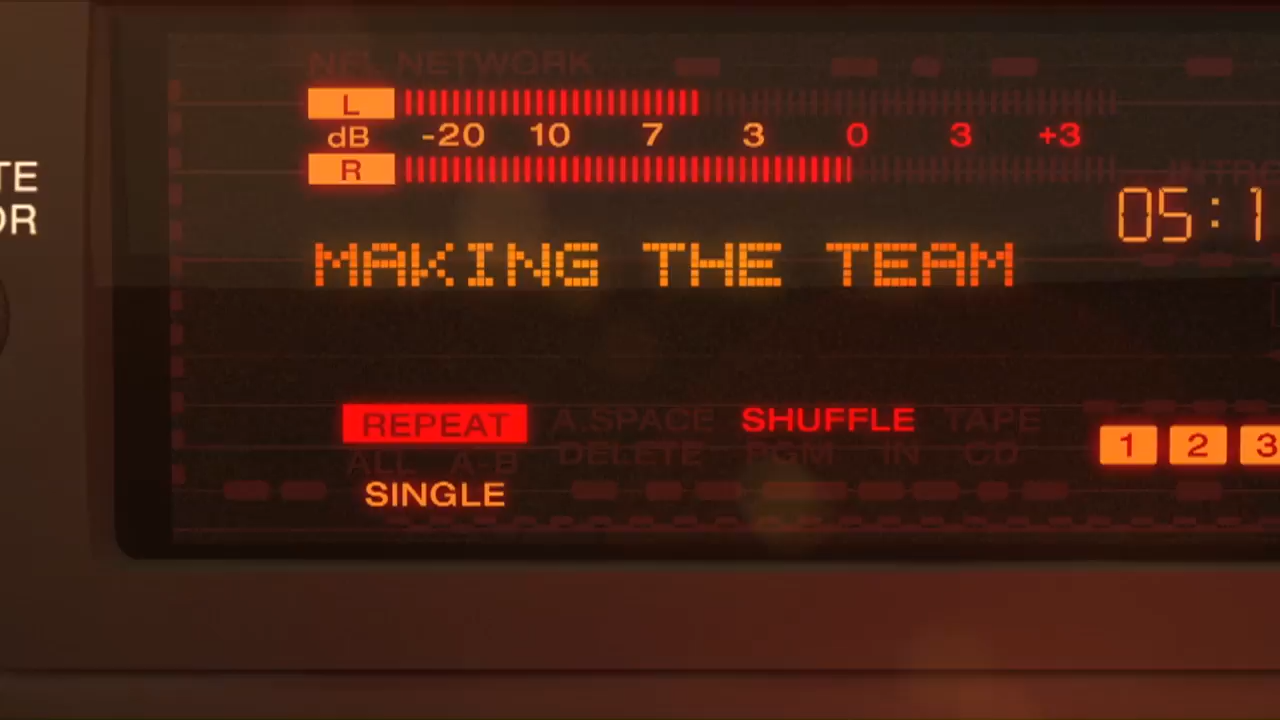 NFL NETWORK
L
dB -20 10 7 3 0 3 +3
R
TE
OR
05:1
MAKING THE TEAM
REPEAT A.SPACE SHUFFLE TAPE
ALL A-B DELETE PGM IN CD
SINGLE
1 2 3